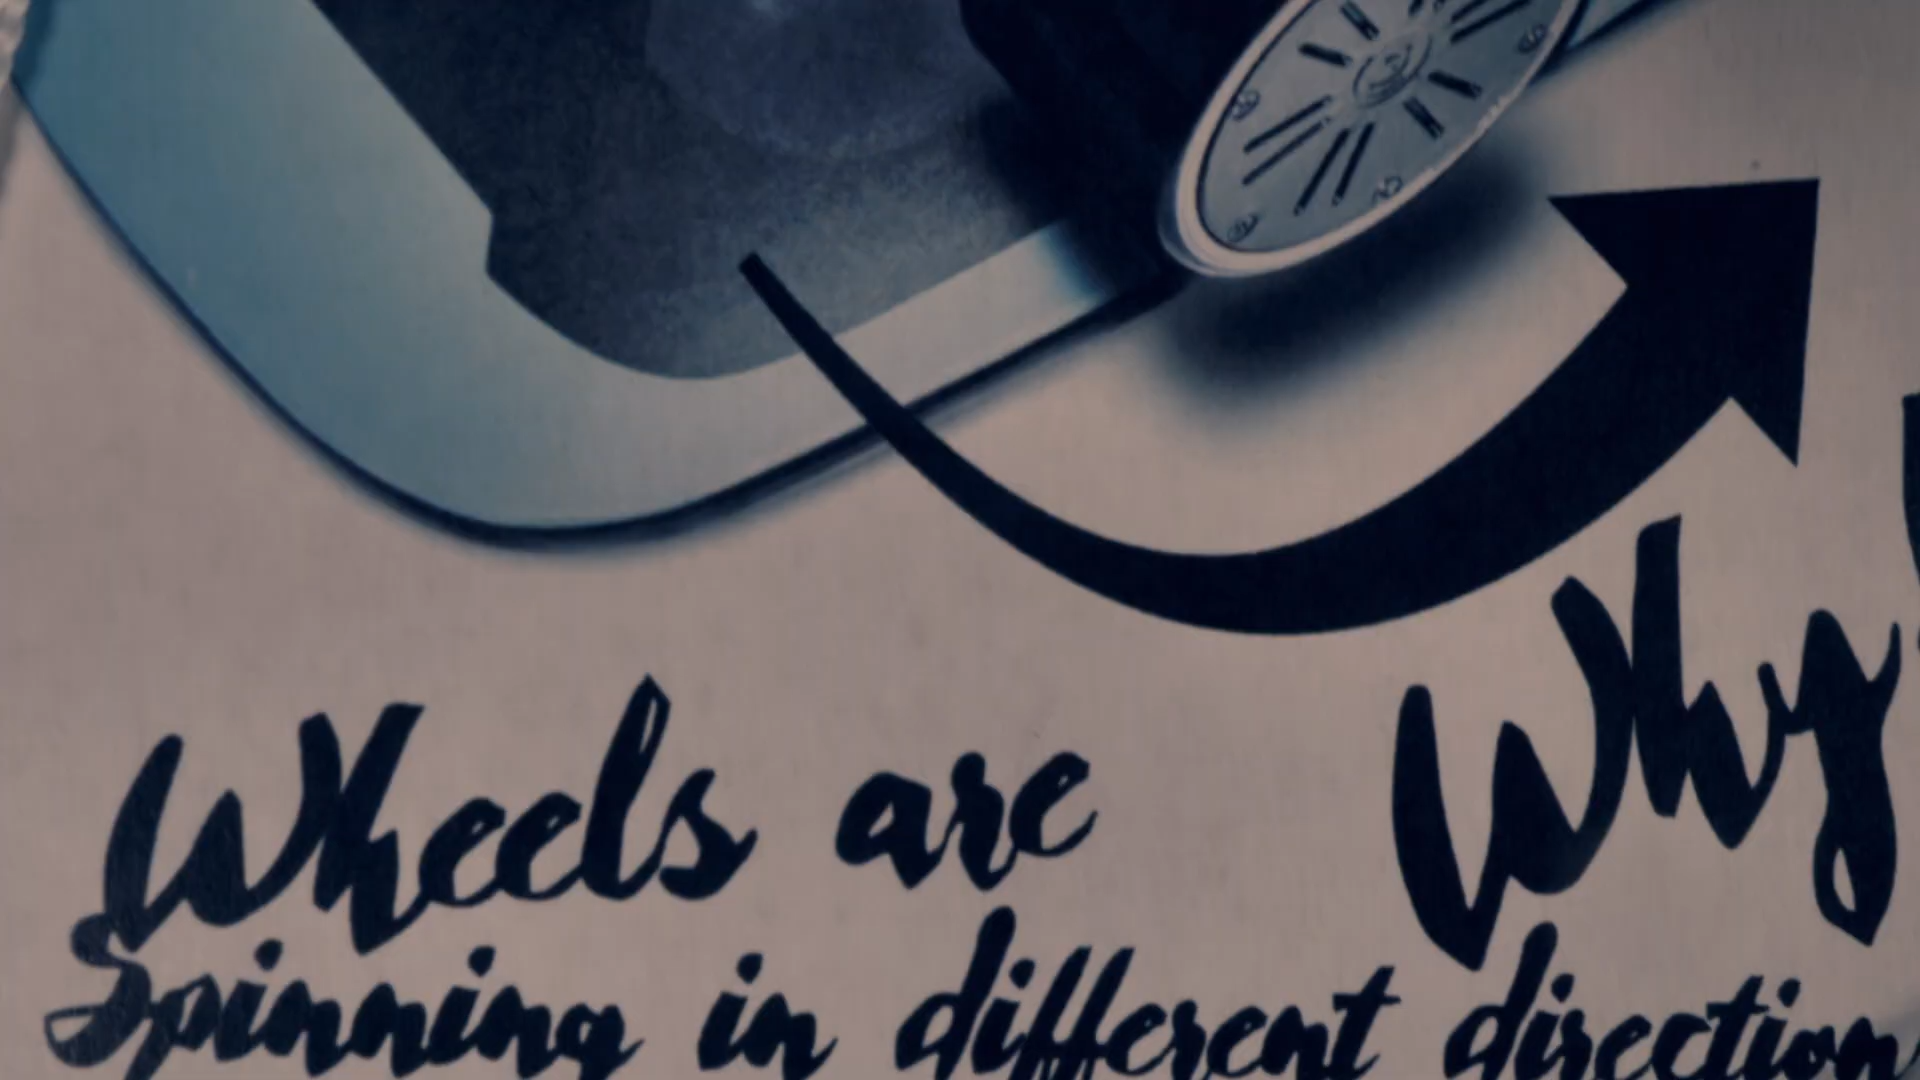 Why
Wheels are
Spinning in different direction